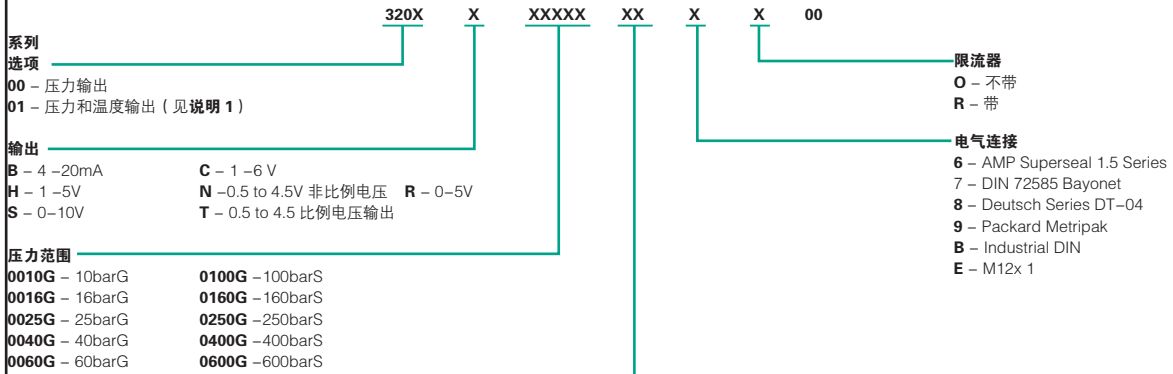 320X X XXXXX XX X X 00
系列
选项
00 – 压力输出
01 – 压力和温度输出（见说明 1）
输出
B – 4 –20mA C – 1 –6 V
H – 1 –5V N –0.5 to 4.5V 非比例电压 R – 0–5V
S – 0–10V T – 0.5 to 4.5 比例电压输出
压力范围
0010G – 10barG 0100G –100barS
0016G – 16barG 0160G –160barS
0025G – 25barG 0250G –250barS
0040G – 40barG 0400G –400barS
0060G – 60barG 0600G –600barS
限流器
O – 不带
R – 带
电气连接
6 – AMP Superseal 1.5 Series
7 – DIN 72585 Bayonet
8 – Deutsch Series DT–04
9 – Packard Metripak
B – Industrial DIN
E – M12x 1